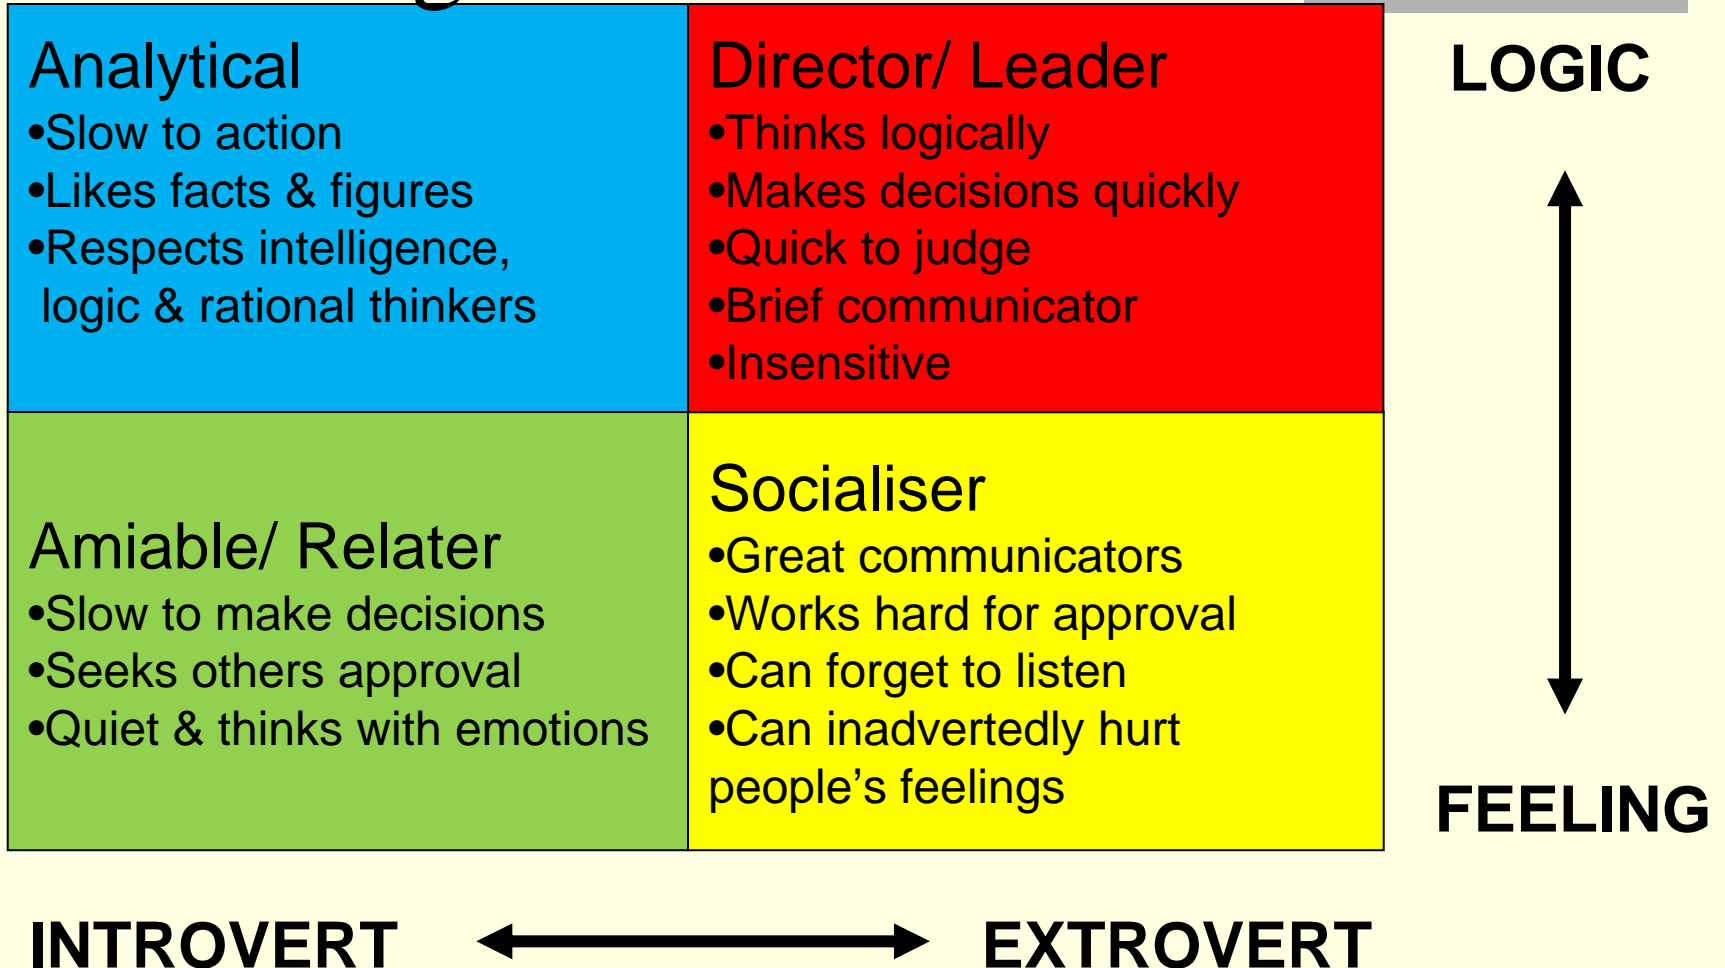 Analytical
•Slow to action
•Likes facts & figures
•Respects intelligence,
logic & rational thinkers
Director/ Leader
•Thinks logically
•Makes decisions quickly
•Quick to judge
•Brief communicator
•Insensitive
LOGIC
Amiable/ Relater
•Slow to make decisions
•Seeks others approval
•Quiet & thinks with emotions
Socialiser
•Great communicators
•Works hard for approval
•Can forget to listen
•Can inadvertedly hurt
people’s feelings
FEELING
INTROVERT
EXTROVERT